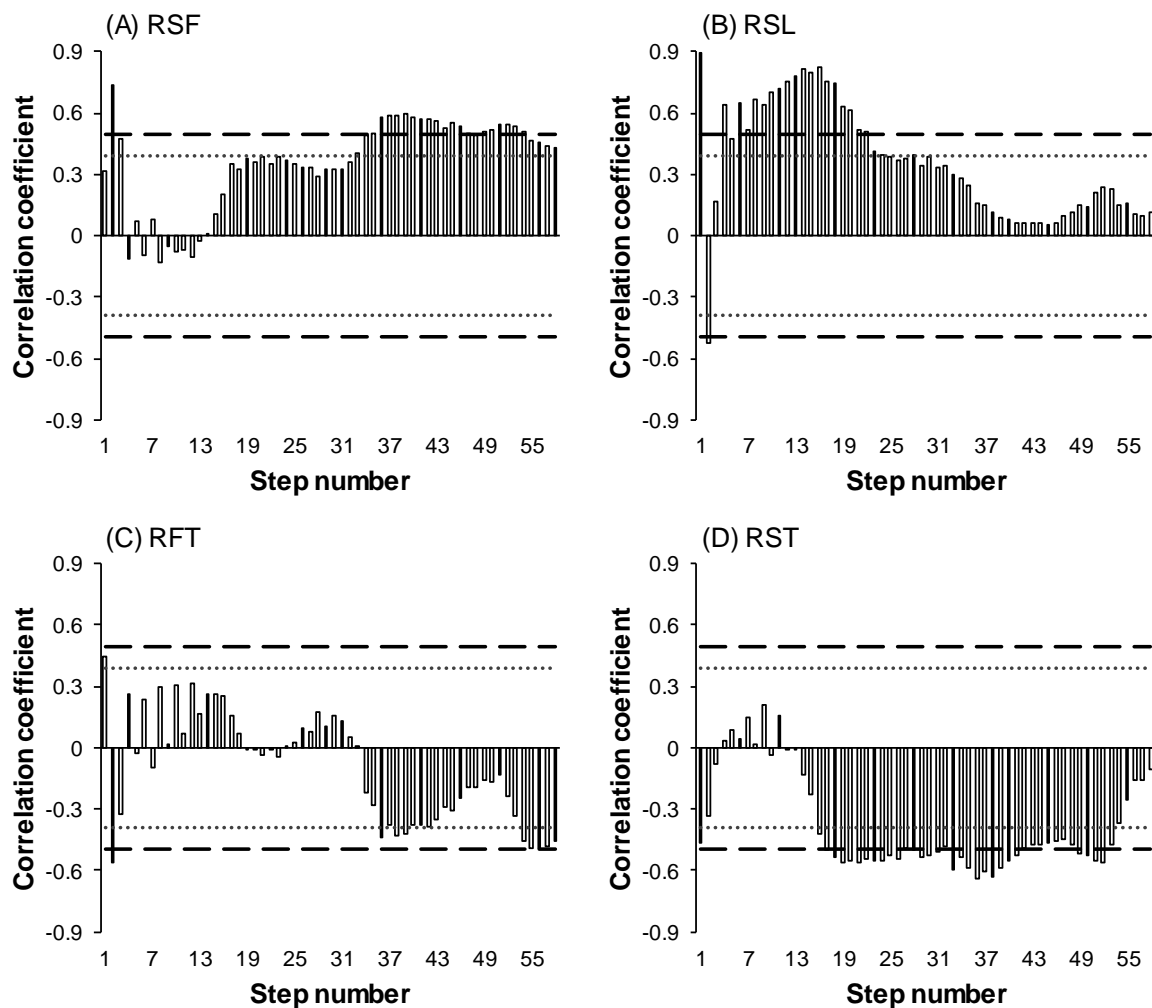 (A) RSF
0.9
0.6
0.3
0
-0.3
-0.6
-0.9
Correlation coefficient
1 7 13 19 25 31 37 43 49 55
Step number
(B) RSL
0.9
0.6
0.3
0
-0.3
-0.6
-0.9
Correlation coefficient
1 7 13 19 25 31 37 43 49 55
Step number
(C) RFT
0.9
0.6
0.3
0
-0.3
-0.6
-0.9
Correlation coefficient
1 7 13 19 25 31 37 43 49 55
Step number
(D) RST
0.9
0.6
0.3
0
-0.3
-0.6
-0.9
Correlation coefficient
1 7 13 19 25 31 37 43 49 55
Step number